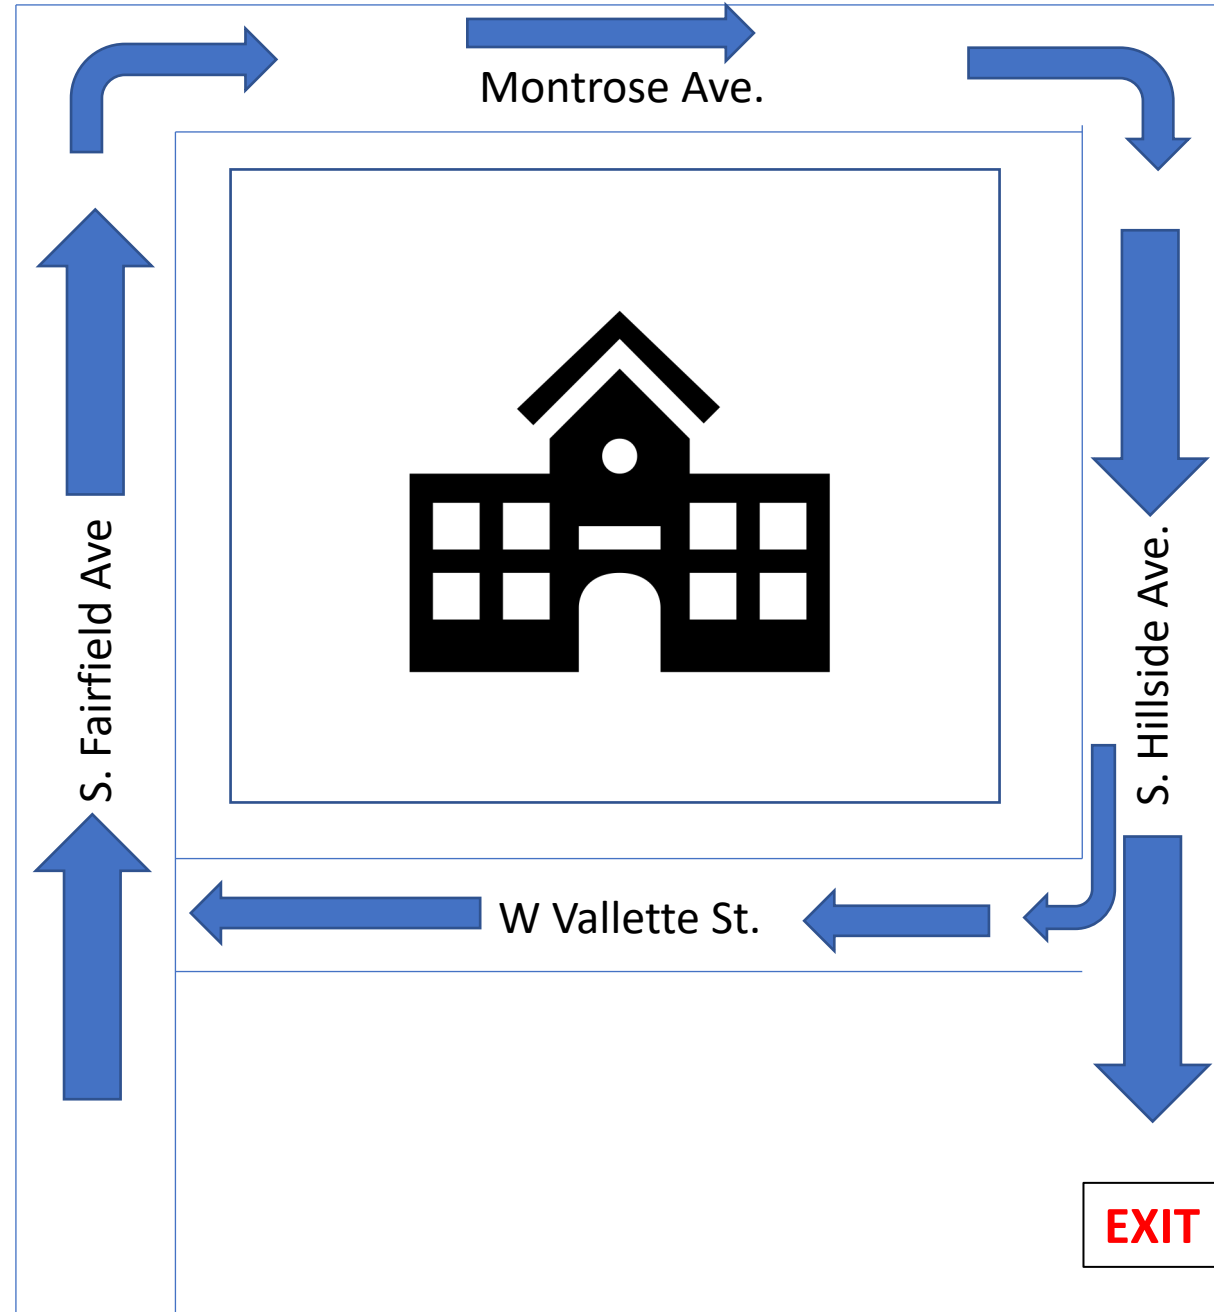 Montrose Ave.
S. Fairfield Ave
S. Hillside Ave.
W Vallette St.
EXIT